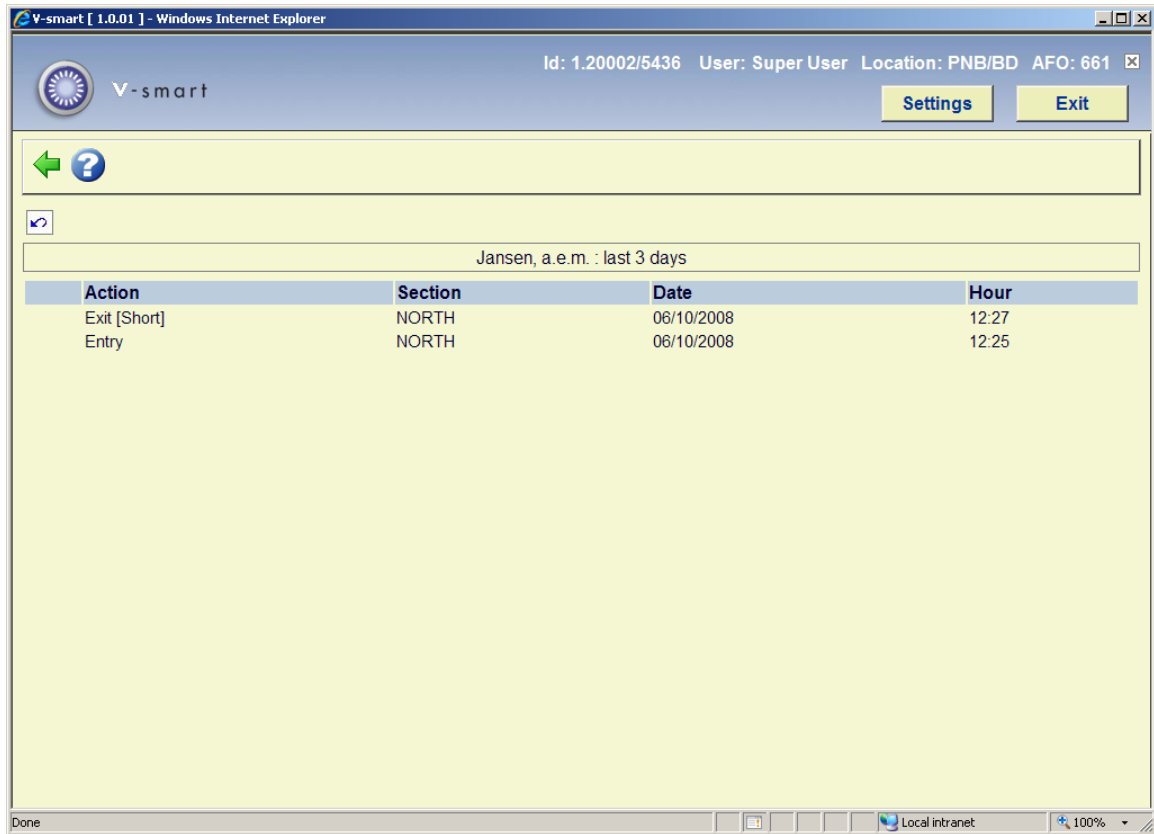 V-smart [ 1.0.01 ] - Windows Internet Explorer
Id: 1.20002/5436 User: Super User Location: PNB/BD AFO: 661
V-smart
Settings Exit
?
Jansen, a.e.m. : last 3 days
Action Section Date Hour
Exit [Short] NORTH 06/10/2008 12:27
Entry NORTH 06/10/2008 12:25
Done Local intranet 100%